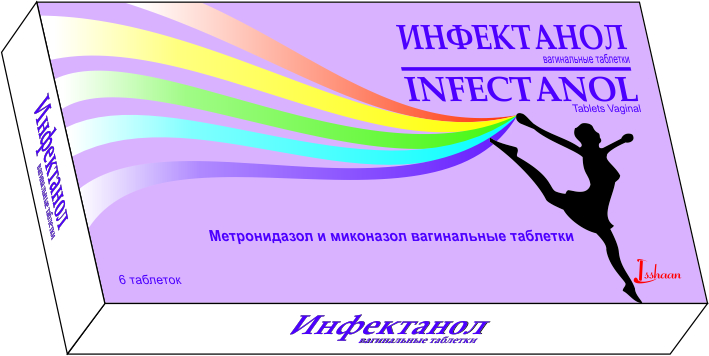 ИНФЕКТАНОЛ
вагинальные таблетки
INFECTANOL
Tablets Vaginal
Метронидазол и миконазол вагинальные таблетки
6 таблеток
Isshaan
Инфектанол
вагинальные таблетки
Инфектанол
вагинальные таблетки